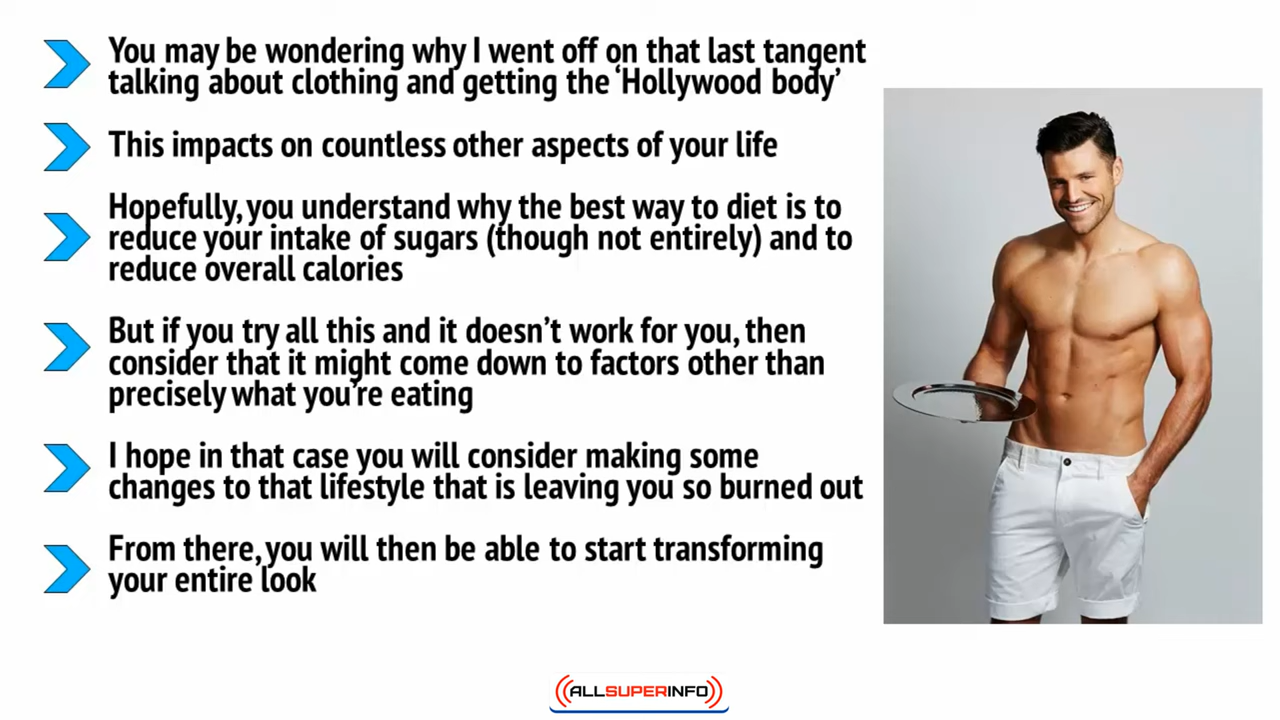 You may be wondering why I went off on that last tangent
talking about clothing and getting the ‘Hollywood body’
This impacts on countless other aspects of your life
Hopefully, you understand why the best way to diet is to
reduce your intake of sugars (though not entirely) and to
reduce overall calories
But if you try all this and it doesn’t work for you, then
consider that it might come down to factors other than
precisely what you’re eating
I hope in that case you will consider making some
changes to that lifestyle that is leaving you so burned out
From there, you will then be able to start transforming
your entire look
ALLSUPERINFO